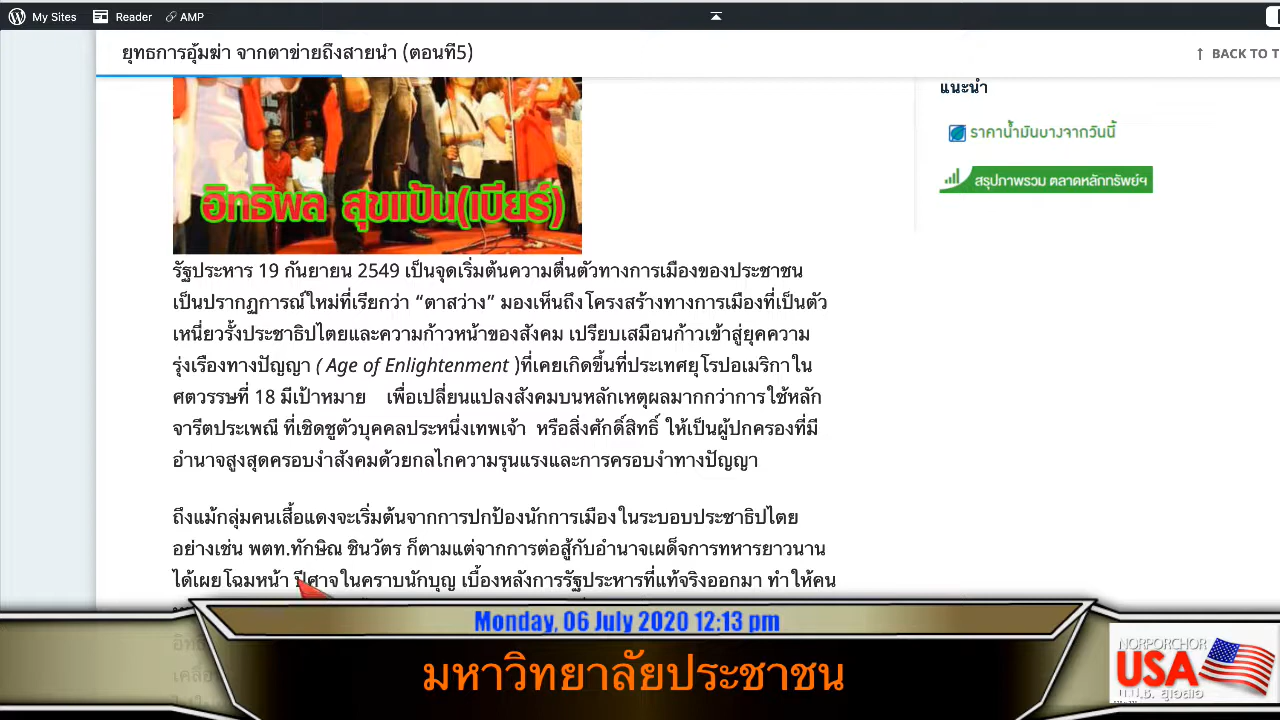 My Sites Reader AMP
ยุทธการอุ้มฆ่า จากตาข่ายถึงสายนำ (ตอนที่5)
BACK TO T
แนะนำ
ราคาน้ำมันบางจากวันนี้
สรุปภาพรวม ตลาดหลักทรัพย์ฯ
อิทธิพล สุขแป้น(เบียร์)
รัฐประหาร 19 กันยายน 2549 เป็นจุดเริ่มต้นความตื่นตัวทางการเมืองของประชาชน
เป็นปรากฏการณ์ใหม่ที่เรียกว่า “ตาสว่าง” มองเห็นถึงโครงสร้างทางการเมืองที่เป็นตัว
เหนี่ยวรั้งประชาธิปไตยและความก้าวหน้าของสังคม เปรียบเสมือนก้าวเข้าสู่ยุคความ
รุ่งเรืองทางปัญญา ( Age of Enlightenment )ที่เคยเกิดขึ้นที่ประเทศยุโรปอเมริกาใน
ศตวรรษที่ 18 มีเป้าหมาย เพื่อเปลี่ยนแปลงสังคมบนหลักเหตุผลมากกว่าการใช้หลัก
จารีตประเพณี ที่เชิดชูตัวบุคคลประหนึ่งเทพเจ้า หรือสิ่งศักดิ์สิทธิ์ ให้เป็นผู้ปกครองที่มี
อำนาจสูงสุดครอบงำสังคมด้วยกลไกความรุนแรงและการครอบงำทางปัญญา
ถึงแม้กลุ่มคนเสื้อแดงจะเริ่มต้นจากการปกป้องนักการเมืองในระบอบประชาธิปไตย
อย่างเช่น พตท.ทักษิณ ชินวัตร ก็ตามแต่จากการต่อสู้กับอำนาจเผด็จการทหารยาวนาน
ได้เผยโฉมหน้า ปีศาจในคราบนักบุญ เบื้องหลังการรัฐประหารที่แท้จริงออกมา ทำให้คน
Monday, 06 July 2020 12:13 pm
มหาวิทยาลัยประชาชน
NORPORCHOR
USA
น.ป.ช. ยูเอสเอ